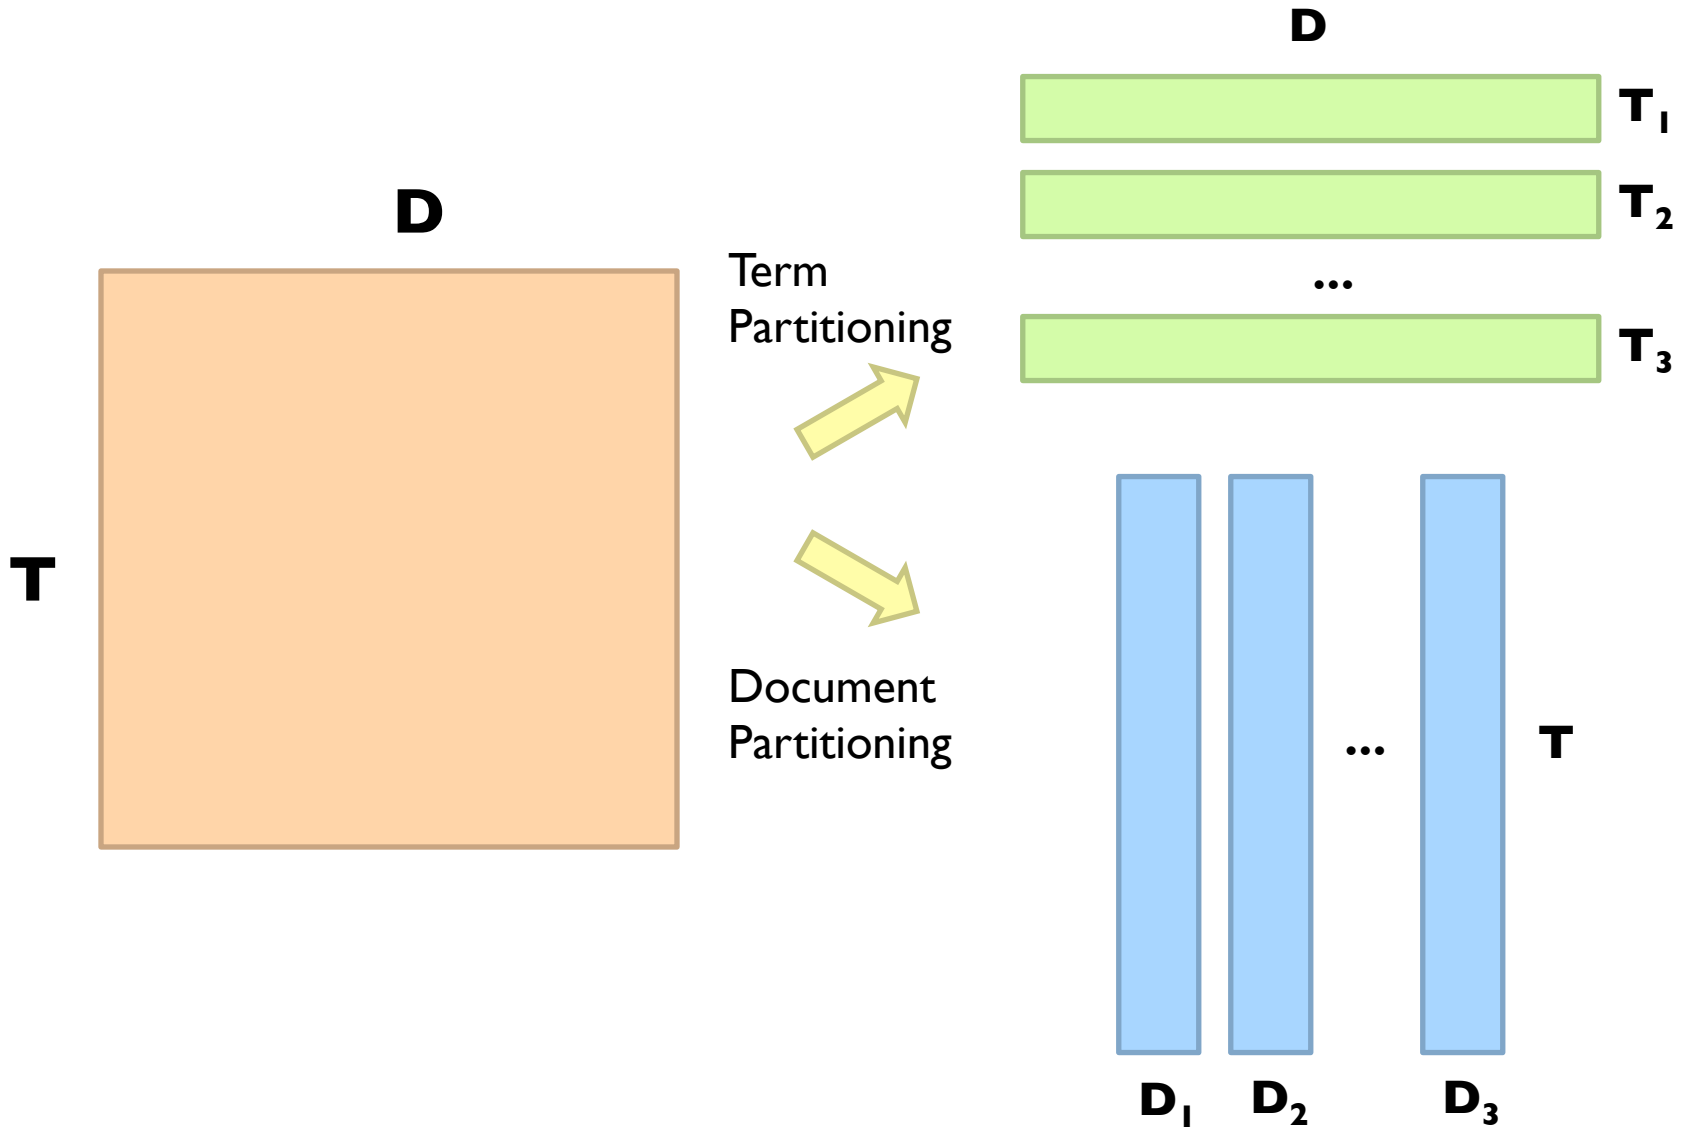 D
T
Term
Partitioning
Document
Partitioning
D
T1
T2
...
T3
... T
D1 D2 D3